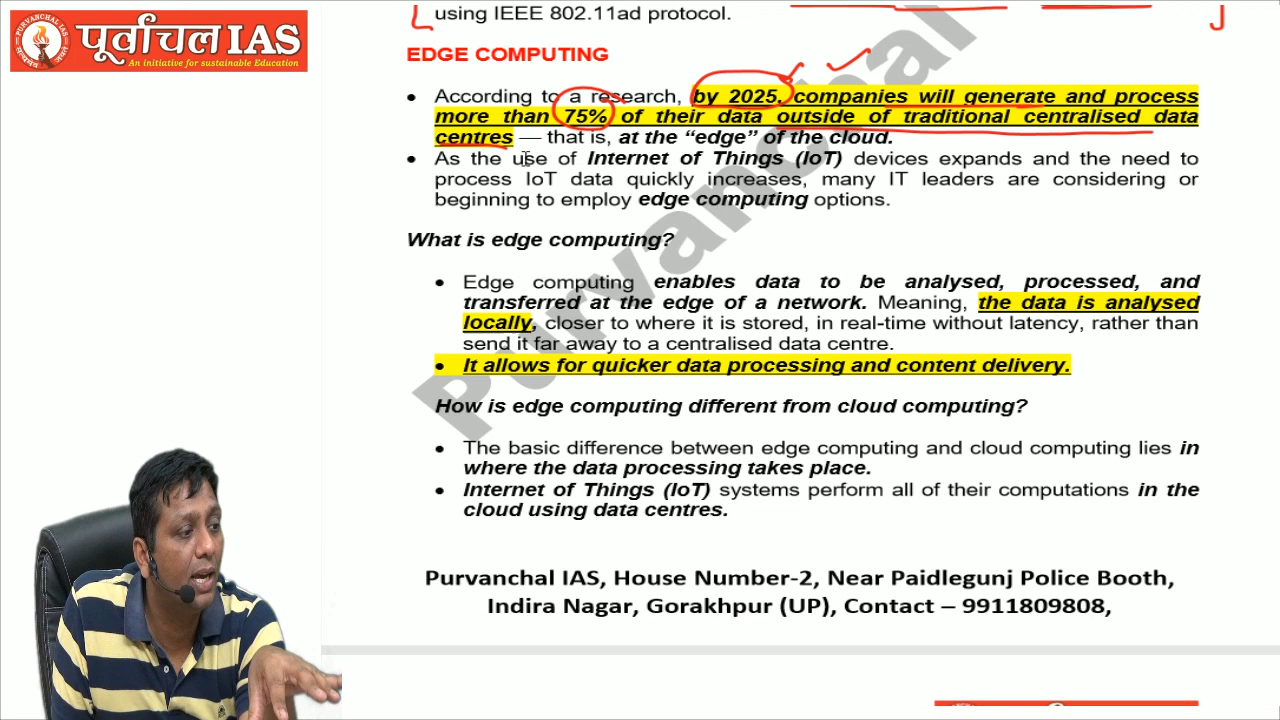 पूर्वांचल IAS
An initiative for sustainable Education
using IEEE 802.11ad protocol.
EDGE COMPUTING
• According to a research, by 2025, companies will generate and process
more than 75% of their data outside of traditional centralised data
centres — that is, at the “edge” of the cloud.
• As the use of Internet of Things (IoT) devices expands and the need to
process IoT data quickly increases, many IT leaders are considering or
beginning to employ edge computing options.
What is edge computing?
• Edge computing enables data to be analysed, processed, and
transferred at the edge of a network. Meaning, the data is analysed
locally, closer to where it is stored, in real-time without latency, rather than
send it far away to a centralised data centre.
• It allows for quicker data processing and content delivery.
How is edge computing different from cloud computing?
• The basic difference between edge computing and cloud computing lies in
where the data processing takes place.
• Internet of Things (IoT) systems perform all of their computations in the
cloud using data centres.
Purvanchal IAS, House Number-2, Near Paidlegunj Police Booth,
Indira Nagar, Gorakhpur (UP), Contact – 9911809808,
Purvanchal